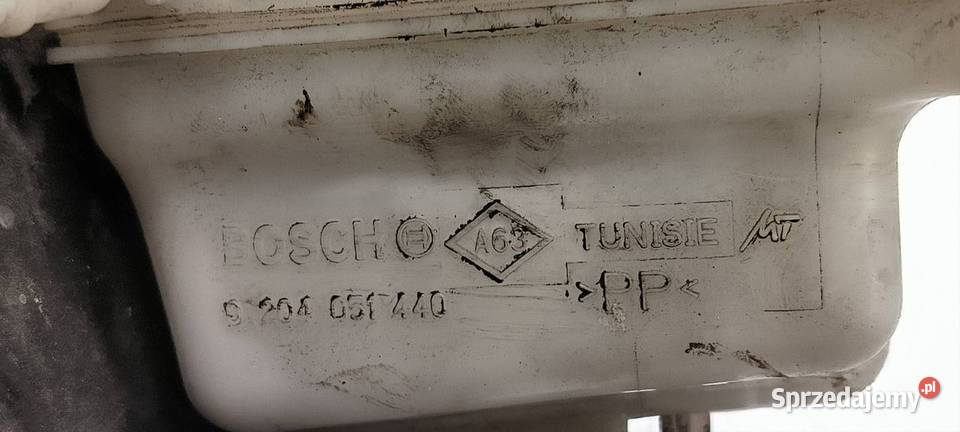 BOSCH A63 TUNISIE MT
9 204 051 440 >PP<
Sprzedajemy.pl